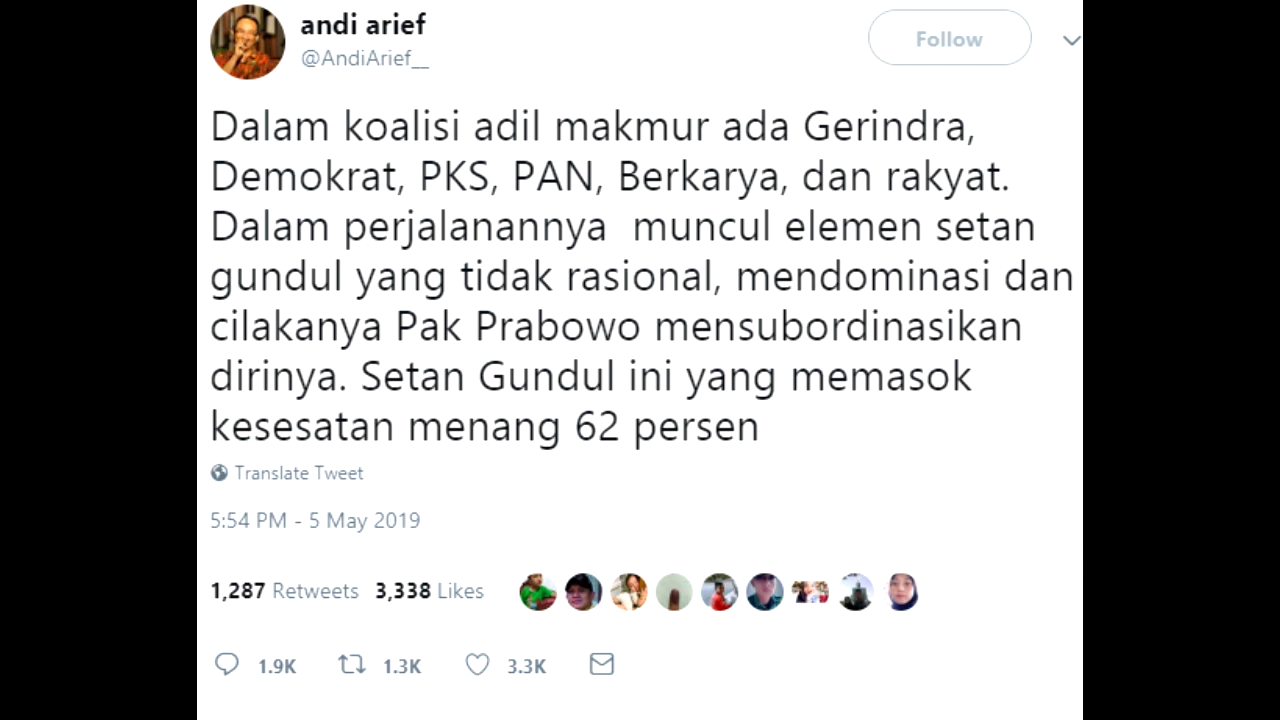 andi arief
@AndiArief__
Follow
Dalam koalisi adil makmur ada Gerindra,
Demokrat, PKS, PAN, Berkarya, dan rakyat.
Dalam perjalanannya  muncul elemen setan
gundul yang tidak rasional, mendominasi dan
cilakanya Pak Prabowo mensubordinasikan
dirinya. Setan Gundul ini yang memasok
kesesatan menang 62 persen
Translate Tweet
5:54 PM - 5 May 2019
1,287 Retweets 3,338 Likes
1.9K 1.3K 3.3K